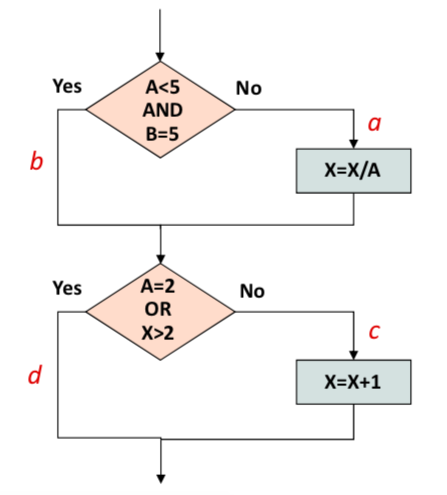 Yes
A<5
AND
B=5
No
a
b
X=X/A
Yes
A=2
OR
X>2
No
c
d
X=X+1